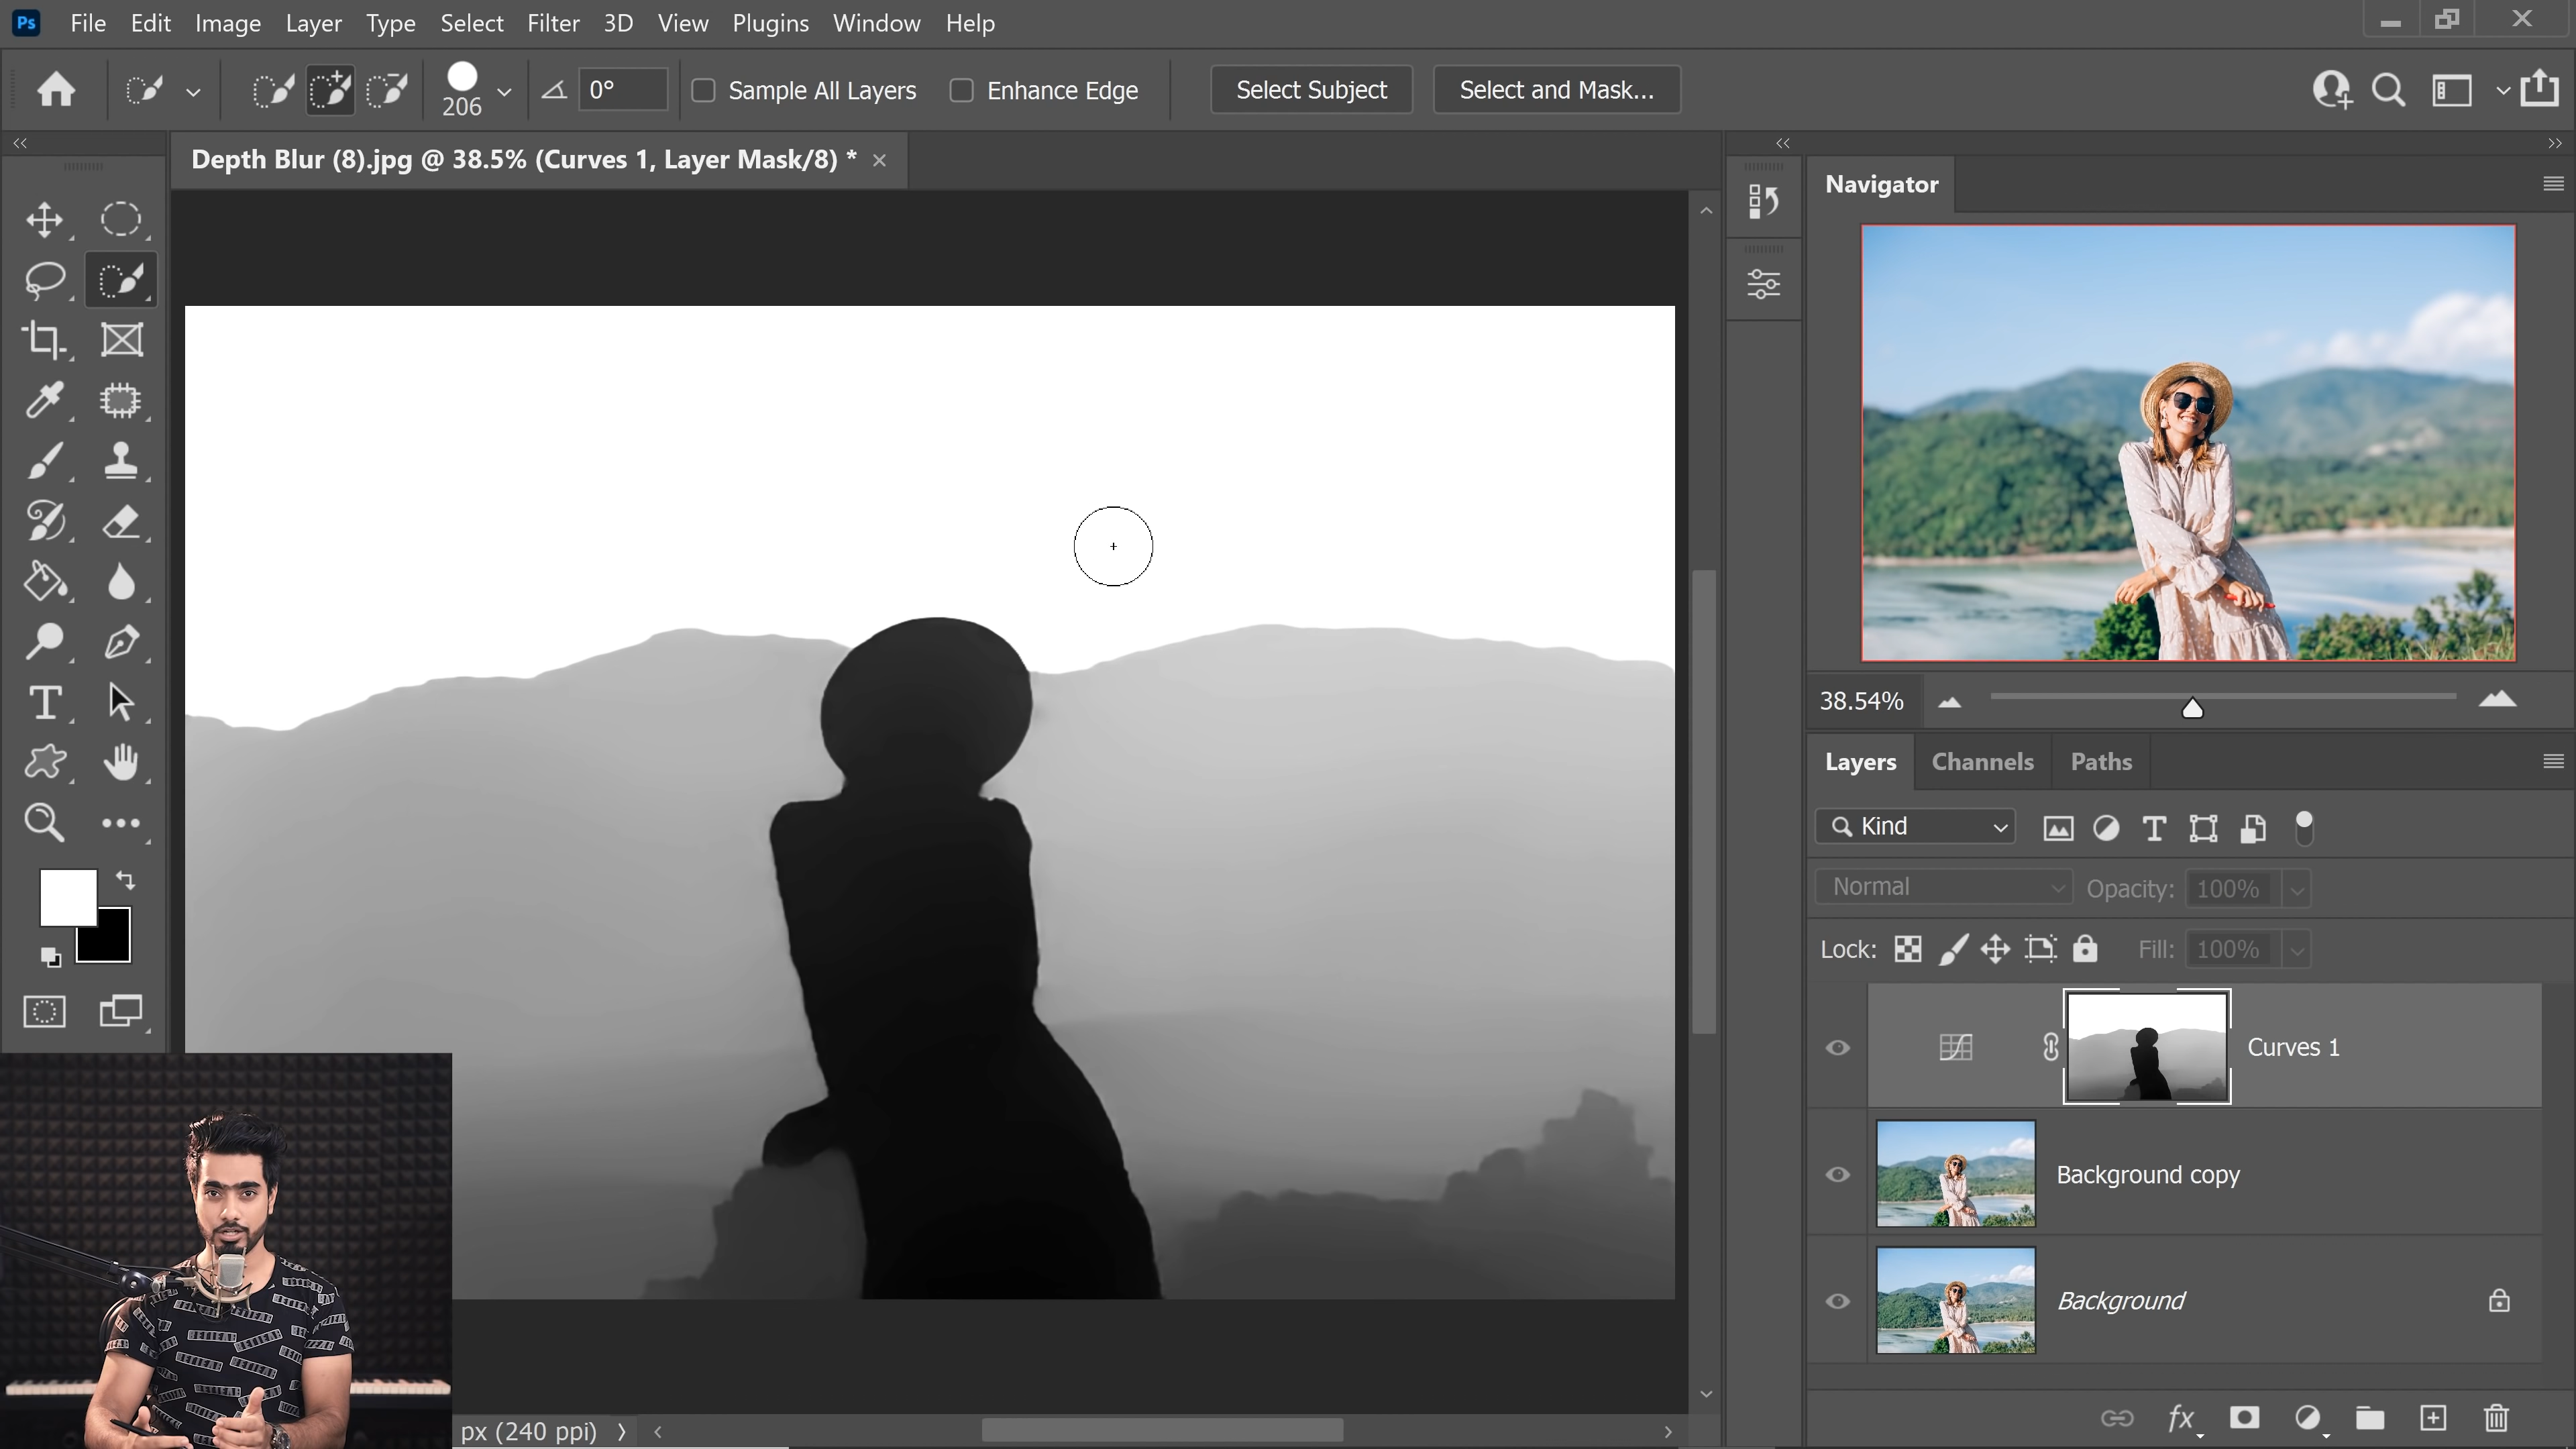 Ps File Edit Image Layer Type Select Filter 3D View Plugins Window Help
206 0° Sample All Layers Enhance Edge Select Subject Select and Mask...
Depth Blur (8).jpg @ 38.5% (Curves 1, Layer Mask/8) *
Navigator
38.54%
Layers Channels Paths
Kind
Normal Opacity: 100%
Lock: Fill: 100%
Curves 1
Background copy
Background
px (240 ppi)
fx